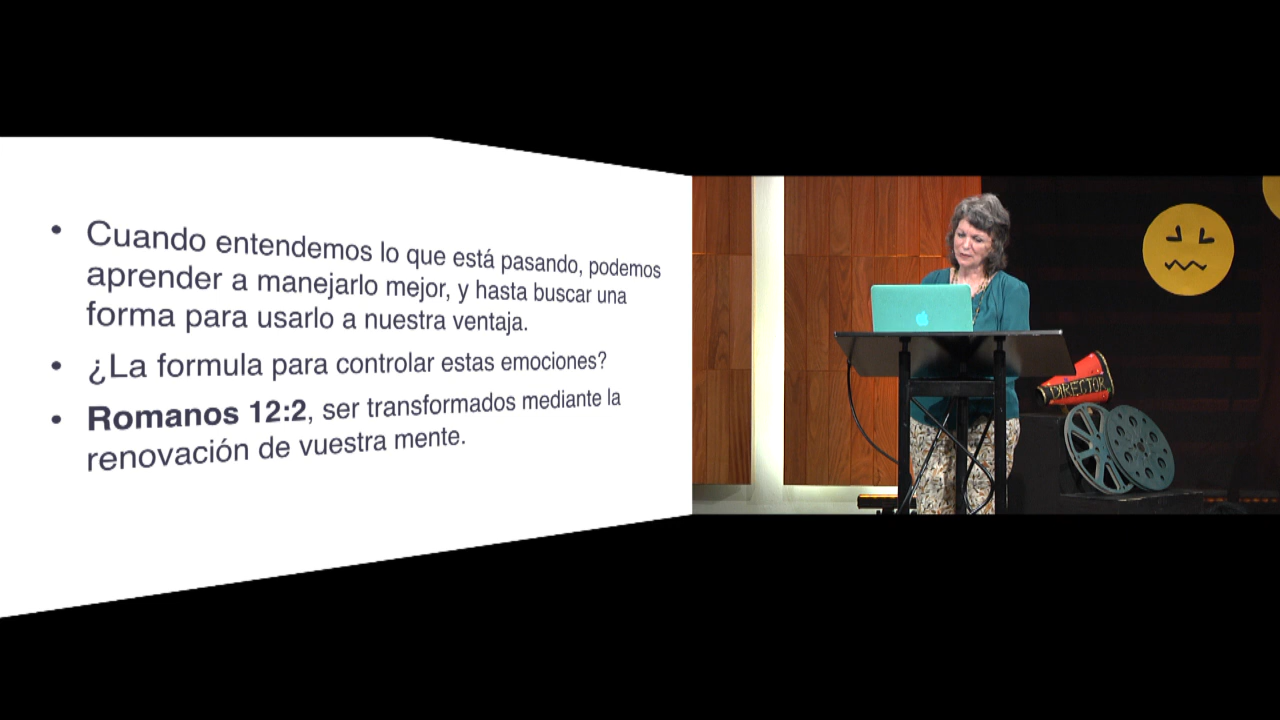 • Cuando entendemos lo que está pasando, podemos
aprender a manejarlo mejor, y hasta buscar una
forma para usarlo a nuestra ventaja.
• ¿La formula para controlar estas emociones?
• Romanos 12:2, ser transformados mediante la
renovación de vuestra mente.
DIRECTOR